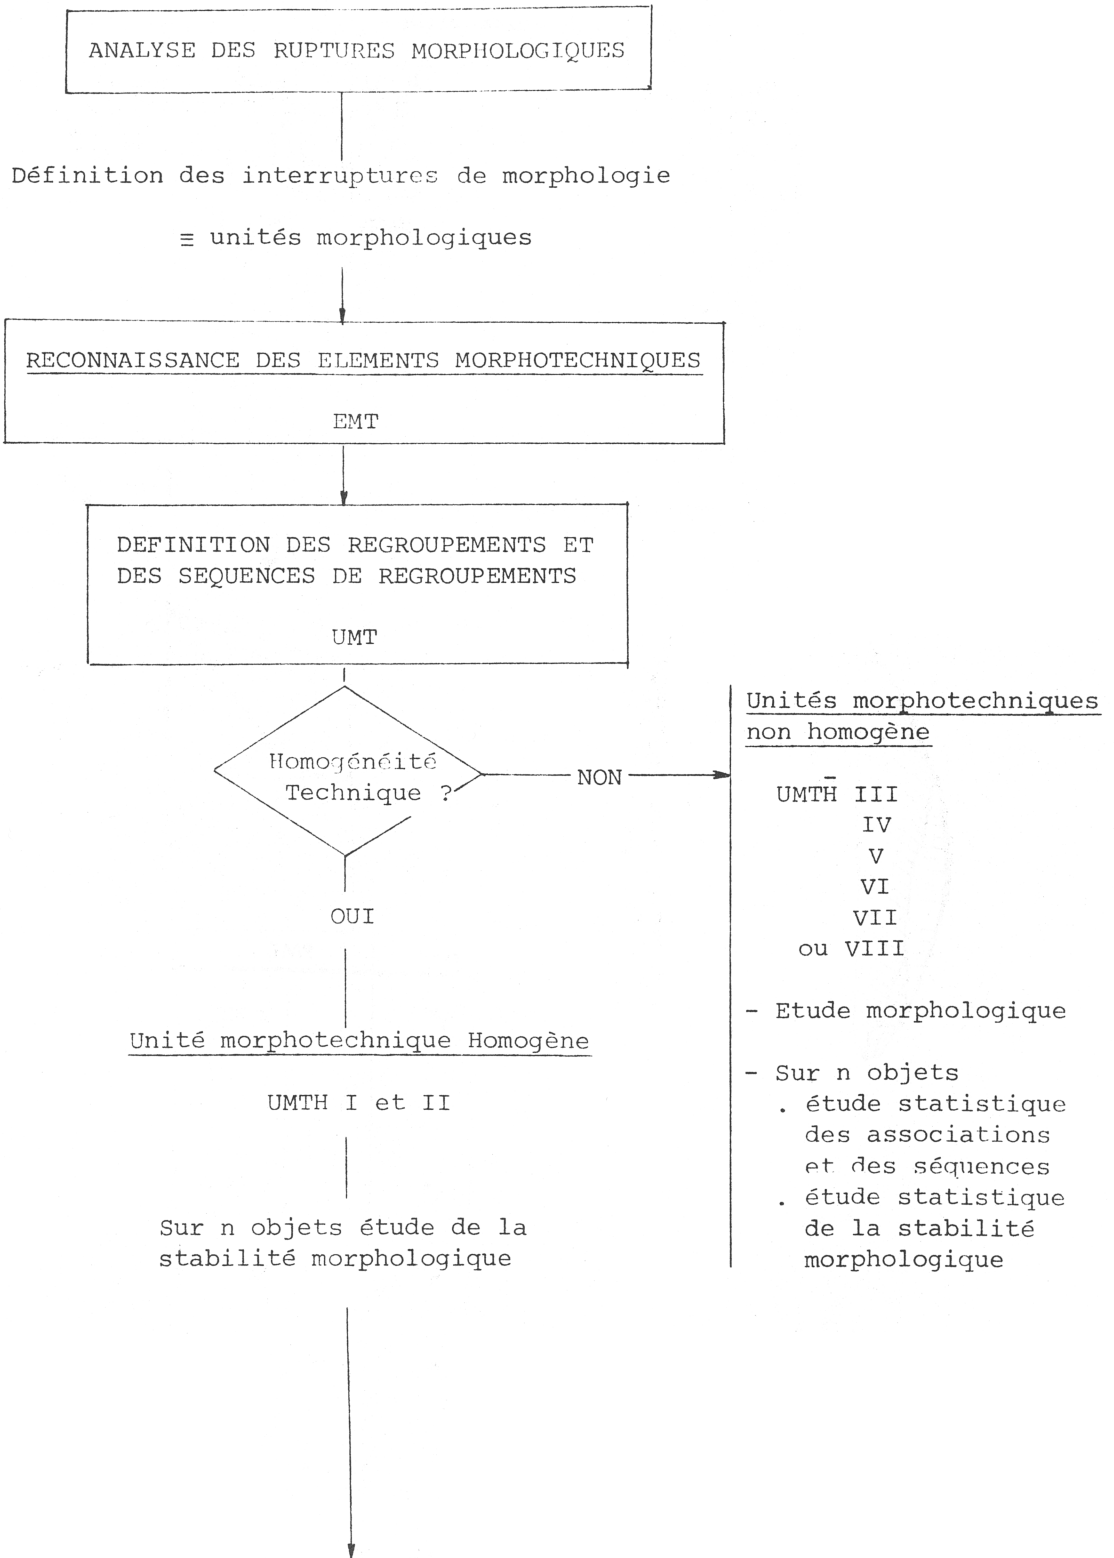 ANALYSE DES RUPTURES MORPHOLOGIQUES
Définition des interruptures de morphologie
≡ unités morphologiques
RECONNAISSANCE DES ELEMENTS MORPHOTECHNIQUES
EMT
DEFINITION DES REGROUPEMENTS ET
DES SEQUENCES DE REGROUPEMENTS
UMT
Homogénéité
Technique ?
NON
OUI
Unité morphotechnique Homogène
UMTH I et II
Sur n objets étude de la
stabilité morphologique
Unités morphotechniques
non homogène
UMTH̄ III
IV
V
VI
VII
ou VIII
- Etude morphologique
- Sur n objets
. étude statistique
des associations
et des séquences
. étude statistique
de la stabilité
morphologique